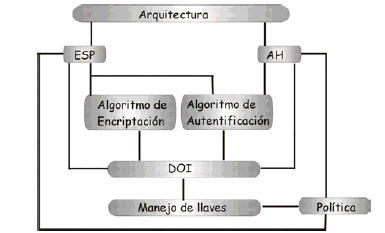 Arquitectura
ESP
AH
Algoritmo de
Encriptación
Algoritmo de
Autentificación
DOI
Manejo de llaves
Política